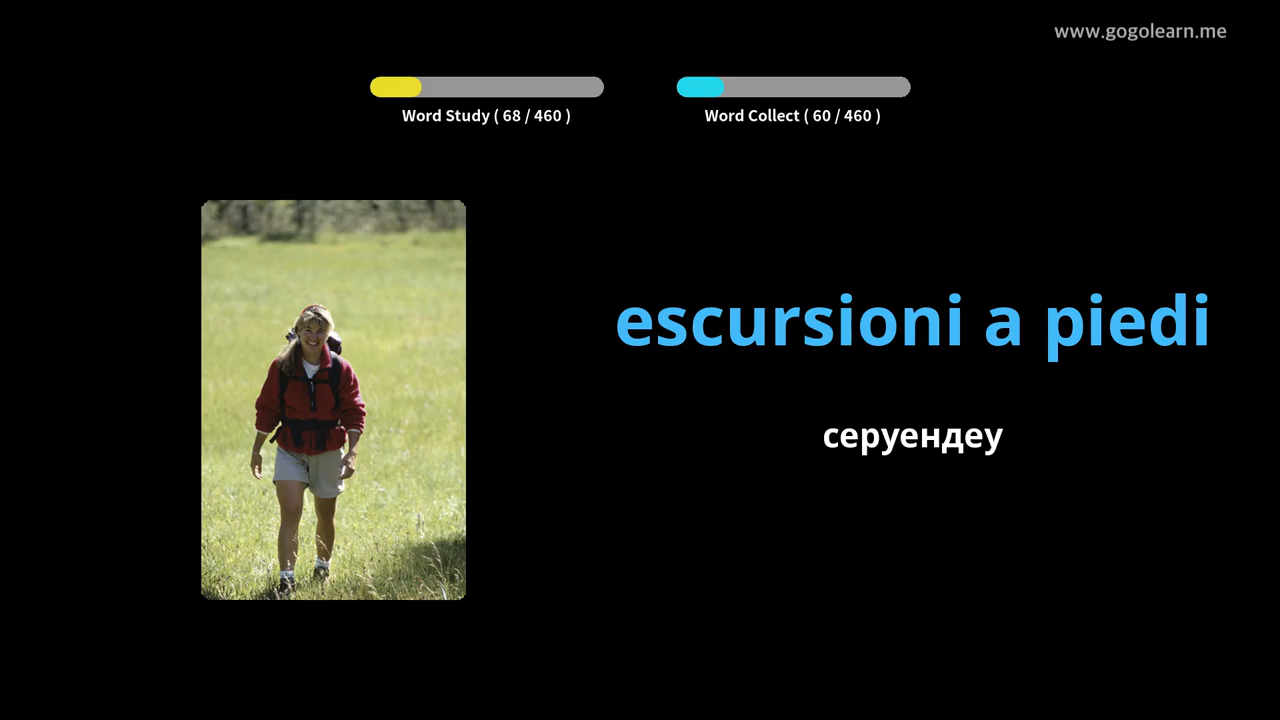 www.gogolearn.me
Word Study ( 68 / 460 )
Word Collect ( 60 / 460 )
escursioni a piedi
серуендеу